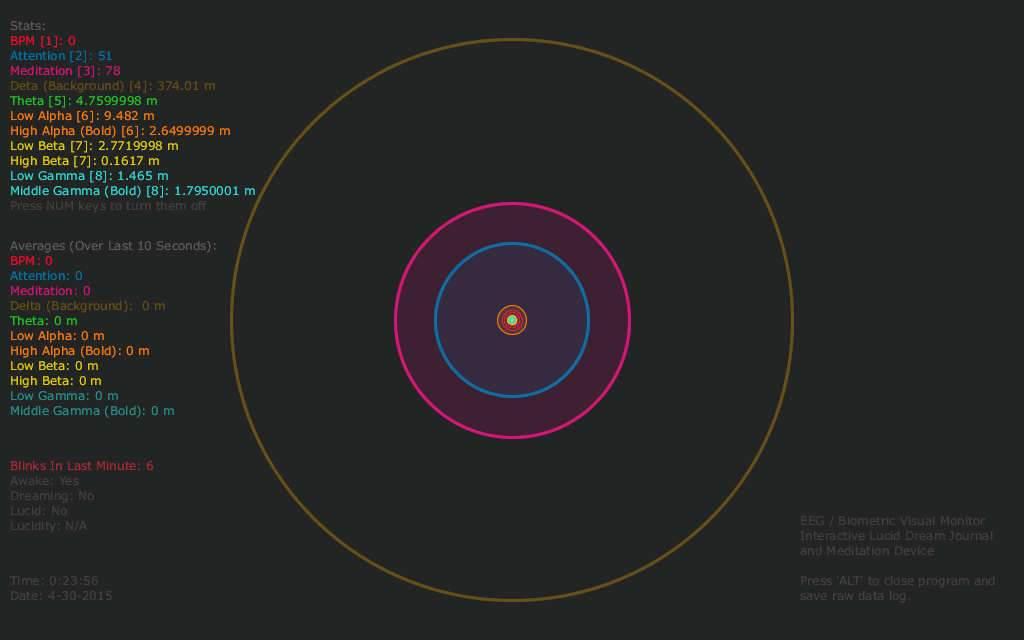 Stats:
BPM [1]: 0
Attention [2]: 51
Meditation [3]: 78
Deta (Background) [4]: 374.01 m
Theta [5]: 4.7599998 m
Low Alpha [6]: 9.482 m
High Alpha (Bold) [6]: 2.6499999 m
Low Beta [7]: 2.7719998 m
High Beta [7]: 0.1617 m
Low Gamma [8]: 1.465 m
Middle Gamma (Bold) [8]: 1.7950001 m
Press NUM keys to turn them off
Averages (Over Last 10 Seconds):
BPM: 0
Attention: 0
Meditation: 0
Delta (Background):  0 m
Theta: 0 m
Low Alpha: 0 m
High Alpha (Bold): 0 m
Low Beta: 0 m
High Beta: 0 m
Low Gamma: 0 m
Middle Gamma (Bold): 0 m
Blinks In Last Minute: 6
Awake: Yes
Dreaming: No
Lucid: No
Lucidity: N/A
Time: 0:23:56
Date: 4-30-2015
EEG / Biometric Visual Monitor
Interactive Lucid Dream Journal
and Meditation Device
Press 'ALT' to close program and
save raw data log.